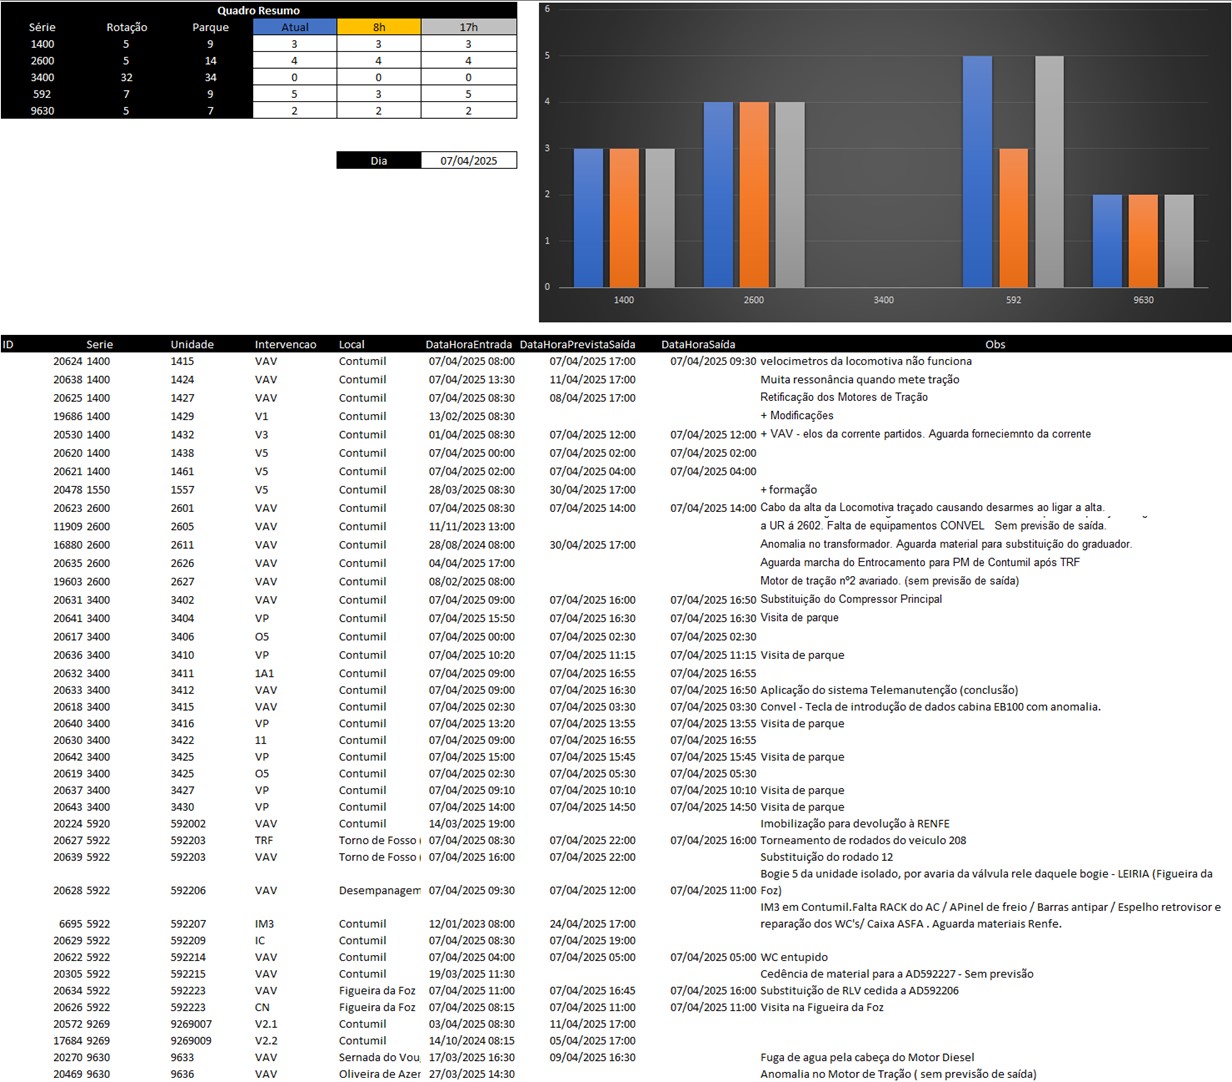 Quadro Resumo
Série Rotação Parque Atual 8h 17h
1400 5 9 3 3 3
2600 5 14 4 4 4
3400 32 34 0 0 0
592 7 9 5 3 5
9630 5 7 2 2 2
Dia 07/04/2025
6
5
4
3
2
1
0
1400 2600 3400 592 9630
ID Serie Unidade Intervencao Local DataHoraEntrada DataHoraPrevistaSaída DataHoraSaída Obs
20624 1400 1415 VAV Contumil 07/04/2025 08:00 07/04/2025 17:00 07/04/2025 09:30 velocimetros da locomotiva não funciona
20638 1400 1424 VAV Contumil 07/04/2025 13:30 11/04/2025 17:00 Muita ressonância quando mete tração
20625 1400 1427 VAV Contumil 07/04/2025 08:30 08/04/2025 17:00 Retificação dos Motores de Tração
19686 1400 1429 V1 Contumil 13/02/2025 08:30 + Modificações
20530 1400 1432 V3 Contumil 01/04/2025 08:30 07/04/2025 12:00 07/04/2025 12:00 + VAV - elos da corrente partidos. Aguarda forneciemnto da corrente
20620 1400 1438 V5 Contumil 07/04/2025 00:00 07/04/2025 02:00 07/04/2025 02:00
20621 1400 1461 V5 Contumil 07/04/2025 02:00 07/04/2025 04:00 07/04/2025 04:00
20478 1550 1557 V5 Contumil 28/03/2025 08:30 30/04/2025 17:00 + formação
20623 2600 2601 VAV Contumil 07/04/2025 08:30 07/04/2025 14:00 07/04/2025 14:00 Cabo da alta da Locomotiva traçado causando desarmes ao ligar a alta.
11909 2600 2605 VAV Contumil 11/11/2023 13:00 a UR á 2602. Falta de equipamentos CONVEL Sem previsão de saída.
16880 2600 2611 VAV Contumil 28/08/2024 08:00 30/04/2025 17:00 Anomalia no transformador. Aguarda material para substituição do graduador.
20635 2600 2626 VAV Contumil 04/04/2025 17:00 Aguarda marcha do Entrocamento para PM de Contumil após TRF
19603 2600 2627 VAV Contumil 08/02/2025 08:00 Motor de tração nº2 avariado. (sem previsão de saída)
20631 3400 3402 VAV Contumil 07/04/2025 09:00 07/04/2025 16:00 07/04/2025 16:50 Substituição do Compressor Principal
20641 3400 3404 VP Contumil 07/04/2025 15:50 07/04/2025 16:30 07/04/2025 16:30 Visita de parque
20617 3400 3406 O5 Contumil 07/04/2025 00:00 07/04/2025 02:30 07/04/2025 02:30
20636 3400 3410 VP Contumil 07/04/2025 10:20 07/04/2025 11:15 07/04/2025 11:15 Visita de parque
20632 3400 3411 1A1 Contumil 07/04/2025 09:00 07/04/2025 16:55 07/04/2025 16:55
20633 3400 3412 VAV Contumil 07/04/2025 09:00 07/04/2025 16:30 07/04/2025 16:50 Aplicação do sistema Telemanutenção (conclusão)
20618 3400 3415 VAV Contumil 07/04/2025 02:30 07/04/2025 03:30 07/04/2025 03:30 Convel - Tecla de introdução de dados cabina EB100 com anomalia.
20640 3400 3416 VP Contumil 07/04/2025 13:20 07/04/2025 13:55 07/04/2025 13:55 Visita de parque
20630 3400 3422 11 Contumil 07/04/2025 09:00 07/04/2025 16:55 07/04/2025 16:55
20642 3400 3425 VP Contumil 07/04/2025 15:00 07/04/2025 15:45 07/04/2025 15:45 Visita de parque
20619 3400 3425 O5 Contumil 07/04/2025 02:30 07/04/2025 05:30 07/04/2025 05:30
20637 3400 3427 VP Contumil 07/04/2025 09:10 07/04/2025 10:10 07/04/2025 10:10 Visita de parque
20643 3400 3430 VP Contumil 07/04/2025 14:00 07/04/2025 14:50 07/04/2025 14:50 Visita de parque
20224 5920 592002 VAV Contumil 14/03/2025 19:00 Imobilização para devolução à RENFE
20627 5922 592203 TRF Torno de Fosso ( 07/04/2025 08:30 07/04/2025 22:00 07/04/2025 16:00 Torneamento de rodados do veiculo 208
20639 5922 592203 VAV Torno de Fosso ( 07/04/2025 16:00 07/04/2025 22:00 Substituição do rodado 12
Bogie 5 da unidade isolado, por avaria da válvula rele daquele bogie - LEIRIA (Figueira da
20628 5922 592206 VAV Desempanagem 07/04/2025 09:30 07/04/2025 12:00 07/04/2025 11:00 Foz)
IM3 em Contumil.Falta RACK do AC / APinel de freio / Barras antipar / Espelho retrovisor e
6695 5922 592207 IM3 Contumil 12/01/2023 08:00 24/04/2025 17:00 reparação dos WC's/ Caixa ASFA . Aguarda materiais Renfe.
20629 5922 592209 IC Contumil 07/04/2025 08:30 07/04/2025 19:00
20622 5922 592214 VAV Contumil 07/04/2025 04:00 07/04/2025 05:00 07/04/2025 05:00 WC entupido
20305 5922 592215 VAV Contumil 19/03/2025 11:30 Cedência de material para a AD592227 - Sem previsão
20634 5922 592223 VAV Figueira da Foz 07/04/2025 11:00 07/04/2025 16:45 07/04/2025 16:00 Substituição de RLV cedida a AD592206
20626 5922 592223 CN Figueira da Foz 07/04/2025 08:15 07/04/2025 11:00 07/04/2025 11:00 Visita na Figueira da Foz
20572 9269 9269007 V2.1 Contumil 03/04/2025 08:30 11/04/2025 17:00
17684 9269 9269009 V2.2 Contumil 14/10/2024 08:15 05/04/2025 17:00
20270 9630 9633 VAV Sernada do Vou 17/03/2025 16:30 09/04/2025 16:30 Fuga de agua pela cabeça do Motor Diesel
20469 9630 9636 VAV Oliveira de Azer 27/03/2025 14:30 Anomalia no Motor de Tração ( sem previsão de saída)